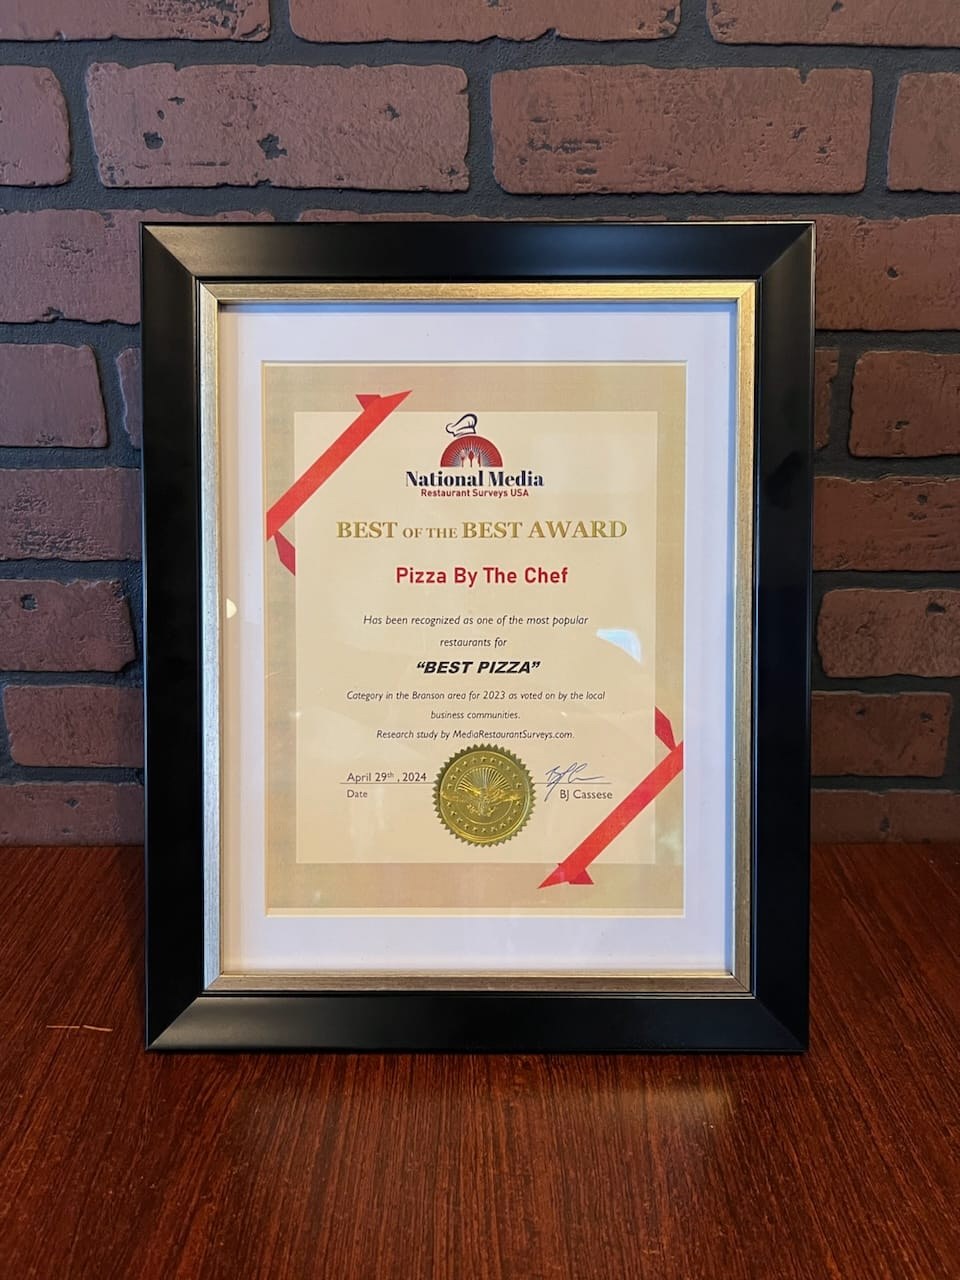 National Media
Restaurant Surveys USA
BEST OF THE BEST AWARD
Pizza By The Chef
Has been recognized as one of the most popular
restaurants for
“BEST PIZZA”
Category in the Branson area for 2023 as voted on by the local
business communities.
Research study by MediaRestaurantSurveys.com.
April 29th , 2024
Date
BJ Cassese